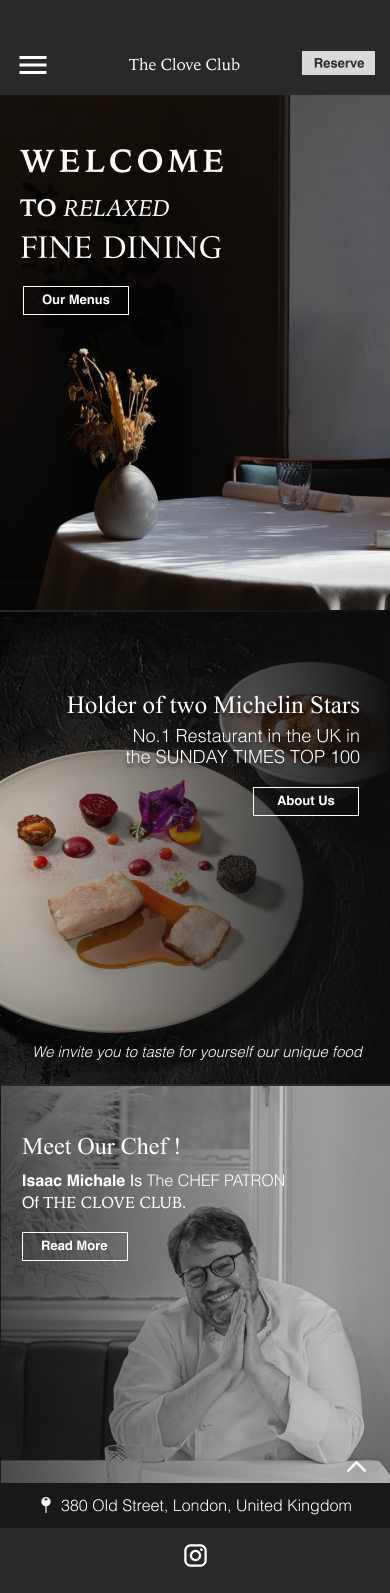 The Clove Club
Reserve
WELCOME
TO RELAXED
FINE DINING
Our Menus
Holder of two Michelin Stars
No.1 Restaurant in the UK in
the SUNDAY TIMES TOP 100
About Us
We invite you to taste for yourself our unique food
Meet Our Chef !
Isaac Michale Is The CHEF PATRON
Of THE CLOVE CLUB.
Read More
380 Old Street, London, United Kingdom